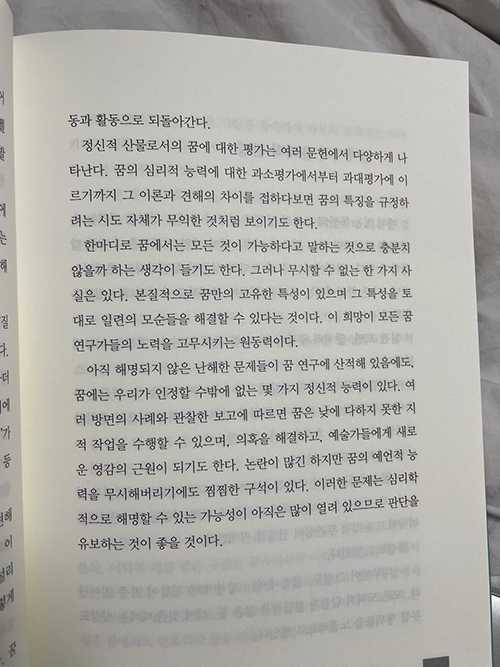 동과 활동으로 되돌아간다.
정신적 산물로서의 꿈에 대한 평가는 여러 문헌에서 다양하게 나
타난다. 꿈의 심리적 능력에 대한 과소평가에서부터 과대평가에 이
르기까지 그 이론과 견해의 차이를 접하다보면 꿈의 특징을 규정하
려는 시도 자체가 무익한 것처럼 보이기도 한다.
한마디로 꿈에서는 모든 것이 가능하다고 말하는 것으로 충분치
않을까 하는 생각이 들기도 한다. 그러나 무시할 수 없는 한 가지 사
실은 있다. 본질적으로 꿈만의 고유한 특성이 있으며 그 특성을 토
대로 일련의 모순들을 해결할 수 있다는 것이다. 이 희망이 모든 꿈
연구가들의 노력을 고무시키는 원동력이다.
아직 해명되지 않은 난해한 문제들이 꿈 연구에 산적해 있음에도,
꿈에는 우리가 인정할 수밖에 없는 몇 가지 정신적 능력이 있다. 여
러 방면의 사례와 관찰한 보고에 따르면 꿈은 낮에 다하지 못한 지
적 작업을 수행할 수 있으며, 의혹을 해결하고, 예술가들에게 새로
운 영감의 근원이 되기도 한다. 논란이 많긴 하지만 꿈의 예언적 능
력을 무시해버리기에도 찜찜한 구석이 있다. 이러한 문제는 심리학
적으로 해명할 수 있는 가능성이 아직은 많이 열려 있으므로 판단을
유보하는 것이 좋을 것이다.